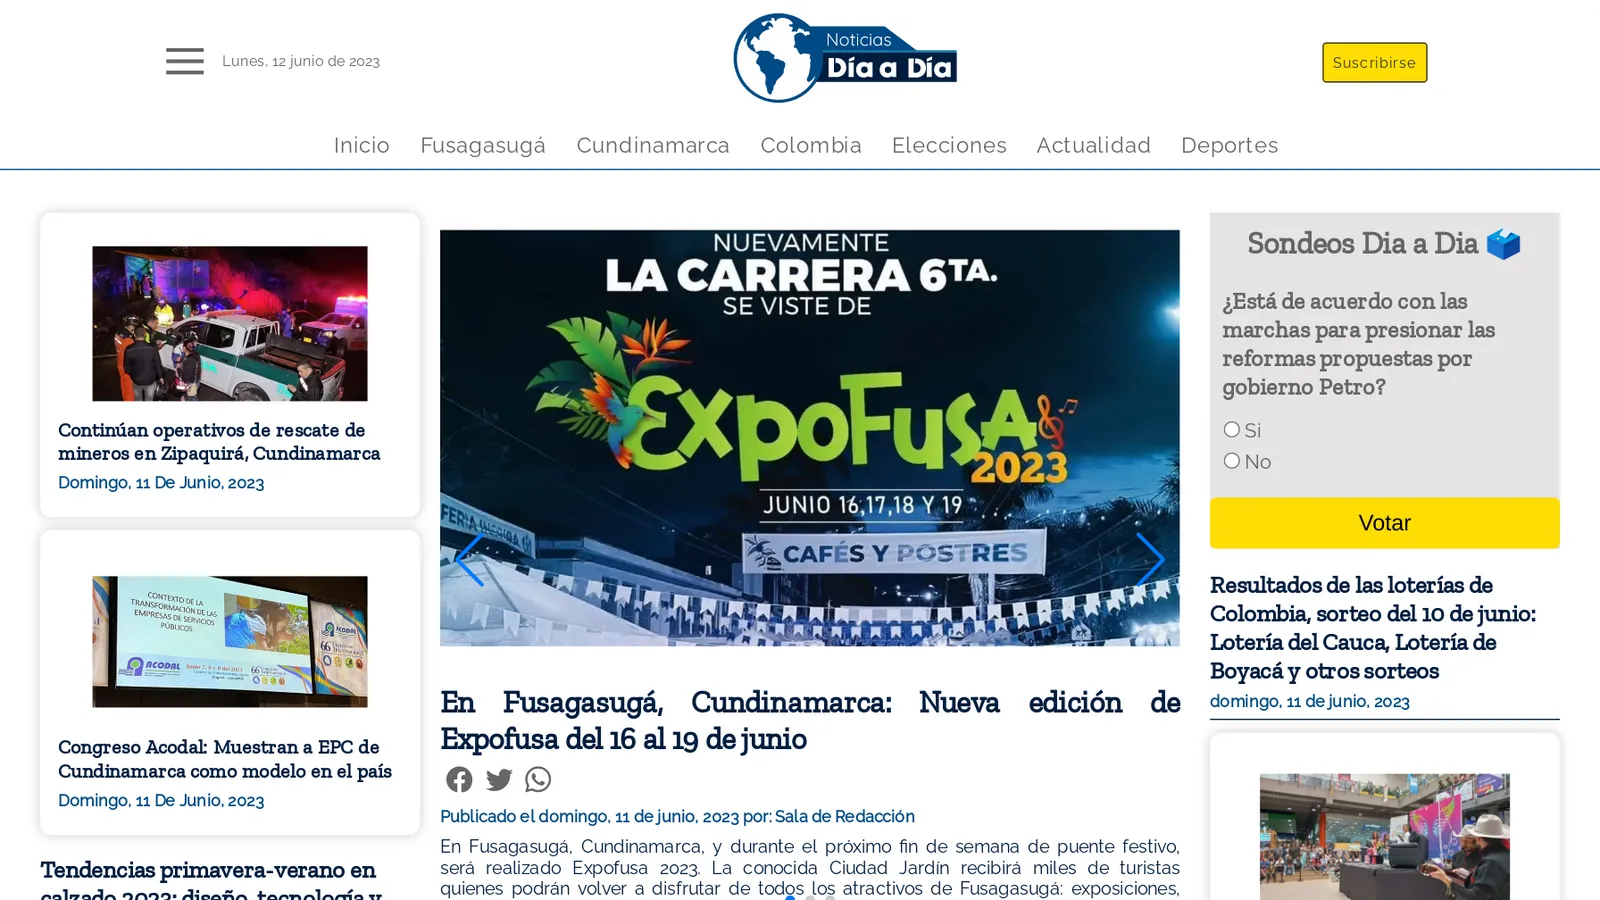 Lunes, 12 junio de 2023
Noticias
Día a Día
Suscribirse
Inicio Fusagasugá Cundinamarca Colombia Elecciones Actualidad Deportes
Continúan operativos de rescate de
mineros en Zipaquirá, Cundinamarca
Domingo, 11 De Junio, 2023
CONTEXTO DE LA
TRANSFORMACIÓN DE LAS
EMPRESAS DE SERVICIOS
PÚBLICOS
ACODAL
Junio 7, 8 y 9 del 2023
ACODAL
66
Congreso Acodal: Muestran a EPC de
Cundinamarca como modelo en el país
Domingo, 11 De Junio, 2023
Tendencias primavera-verano en
calzado 2023: diseño, tecnología y
NUEVAMENTE
LA CARRERA 6TA.
SE VISTE DE
EXPOFUSA
2023
JUNIO 16,17,18 Y 19
FERIA
CAFÉS Y POSTRES
En Fusagasugá, Cundinamarca: Nueva edición de
Expofusa del 16 al 19 de junio
Publicado el domingo, 11 de junio, 2023 por: Sala de Redacción
En Fusagasugá, Cundinamarca, y durante el próximo fin de semana de puente festivo,
será realizado Expofusa 2023. La conocida Ciudad Jardín recibirá miles de turistas
quienes podrán volver a disfrutar de todos los atractivos de Fusagasugá: exposiciones,
Sondeos Dia a Dia
¿Está de acuerdo con las
marchas para presionar las
reformas propuestas por
gobierno Petro?
Si
No
Votar
Resultados de las loterías de
Colombia, sorteo del 10 de junio:
Lotería del Cauca, Lotería de
Boyacá y otros sorteos
domingo, 11 de junio, 2023